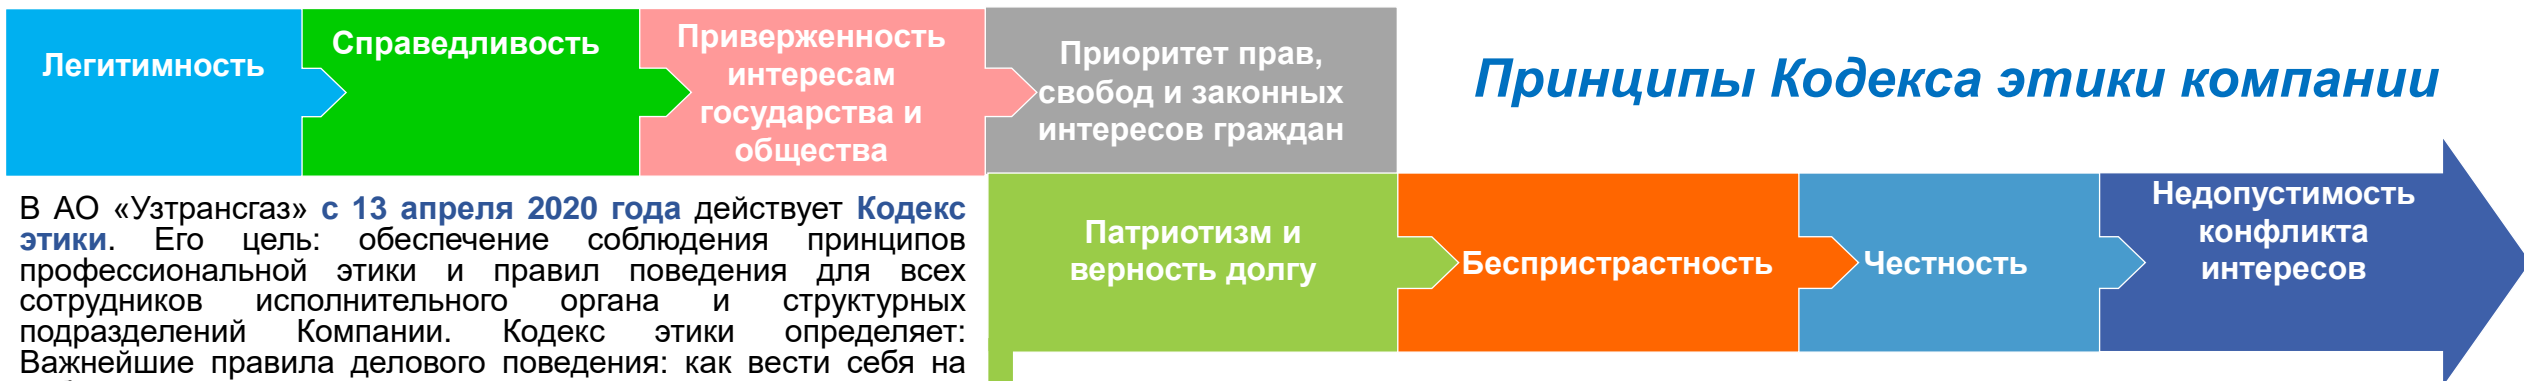 Легитимность
Справедливость
Приверженность
интересам
государства и
общества
Приоритет прав,
свобод и законных
интересов граждан
Принципы Кодекса этики компании
Патриотизм и
верность долгу
Беспристрастность
Честность
Недопустимость
конфликта
интересов
В АО «Узтрансгаз» с 13 апреля 2020 года действует Кодекс
этики. Его цель: обеспечение соблюдения принципов
профессиональной этики и правил поведения для всех
сотрудников исполнительного органа и структурных
подразделений Компании. Кодекс этики определяет:
Важнейшие правила делового поведения: как вести себя на